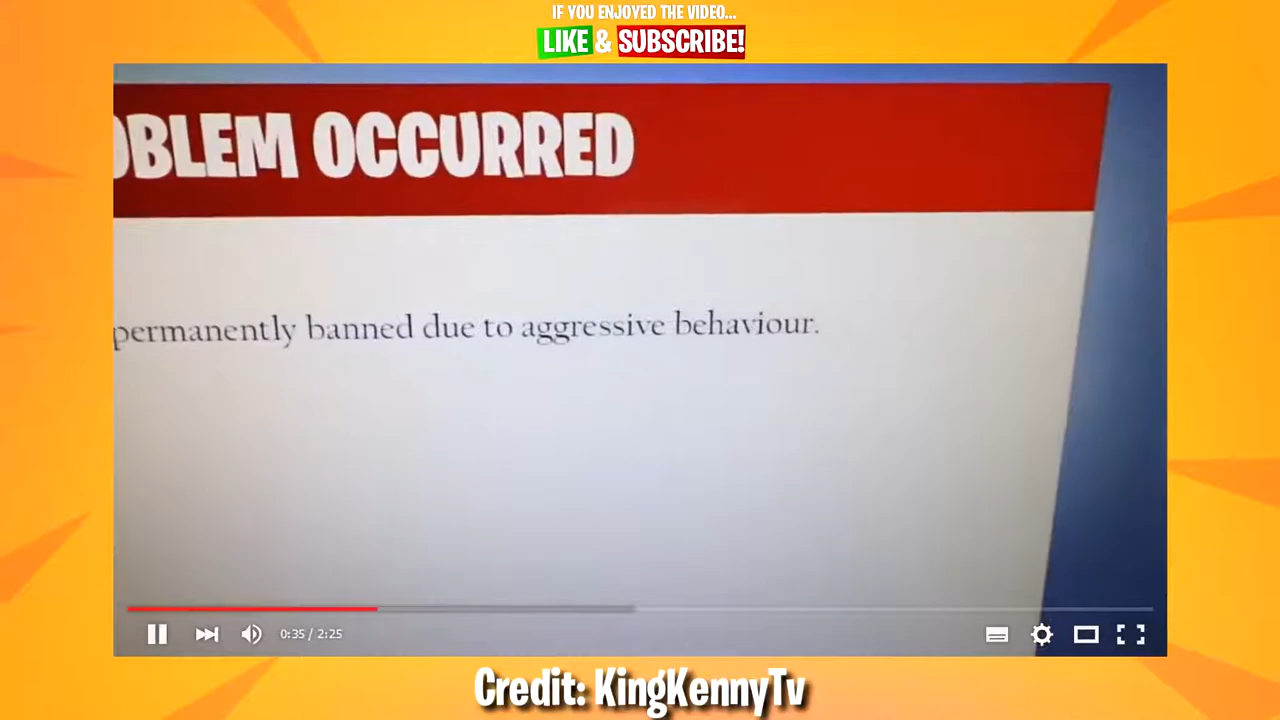 IF YOU ENJOYED THE VIDEO...
LIKE & SUBSCRIBE!
OBLEM OCCURRED
permanently banned due to aggressive behaviour.
0:35 / 2:25
Credit: KingKennyTv